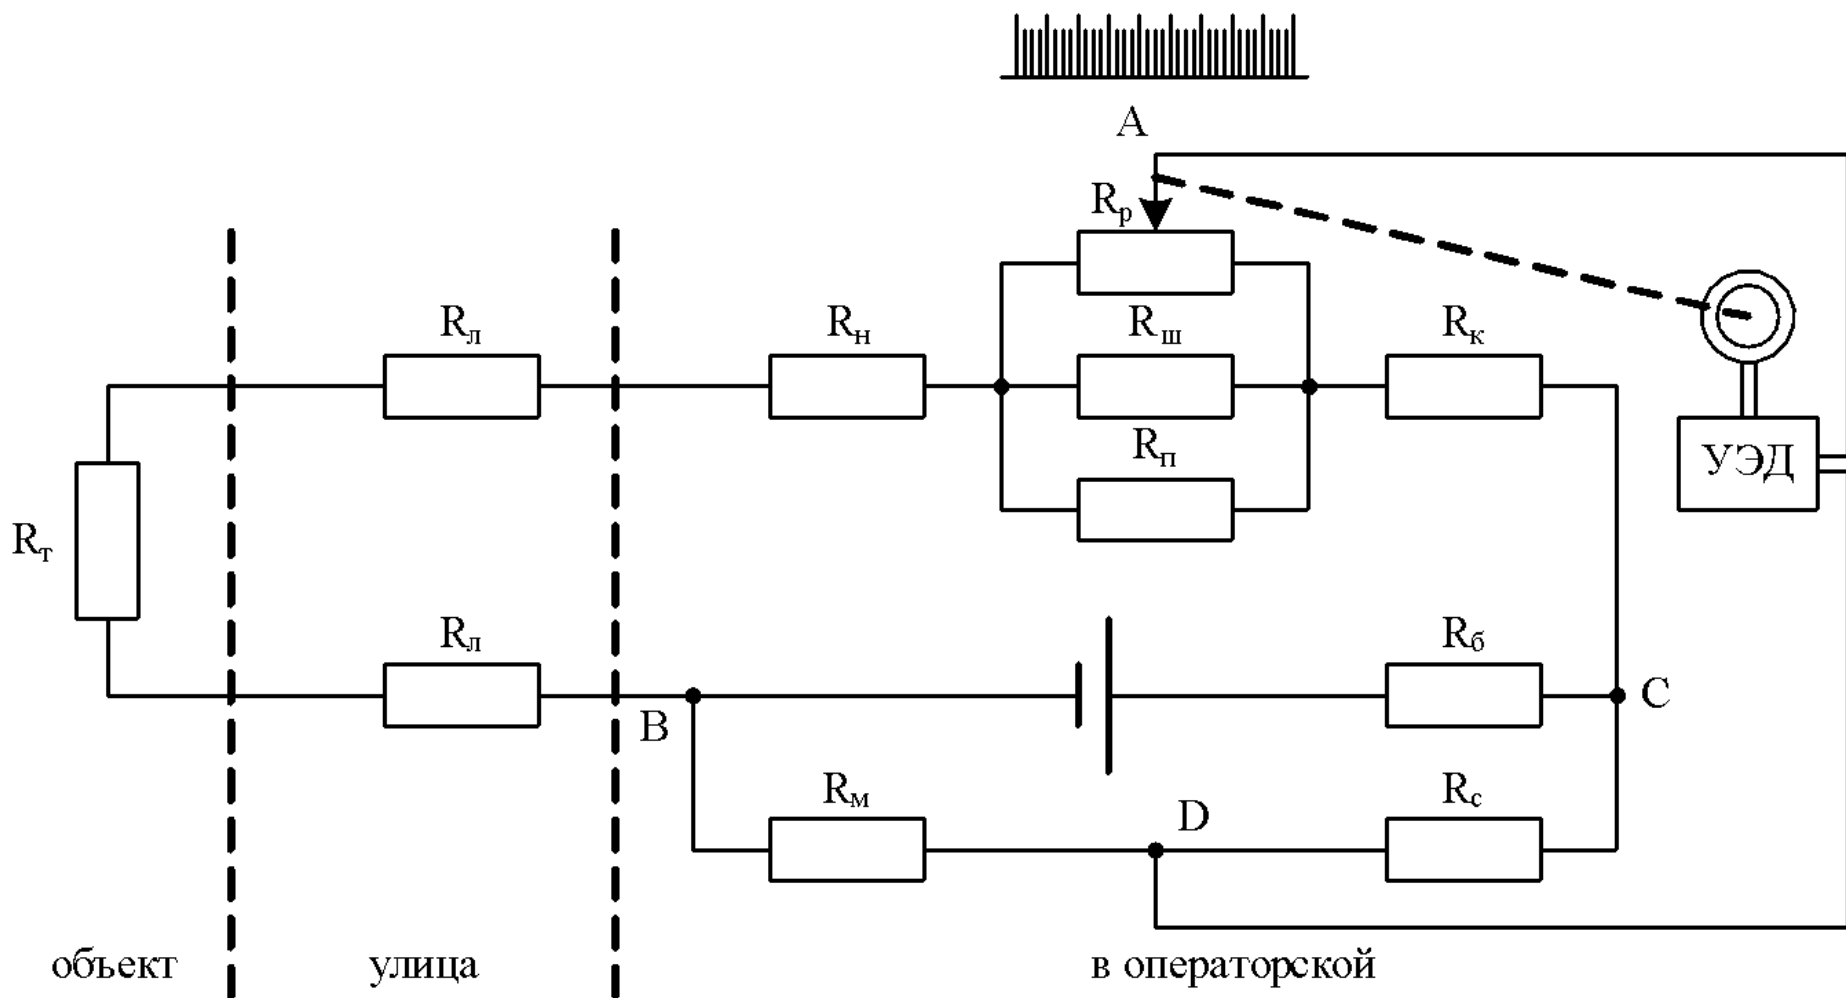 A
Rр
Rл
Rн
Rш
Rк
Rп
УЭД
Rт
Rл
Rб
B
C
Rм
D
Rс
объект
улица
в операторской